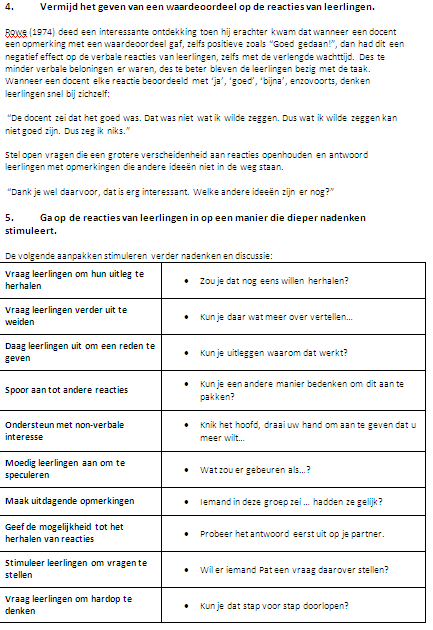 4. Vermijd het geven van een waardeoordeel op de reacties van leerlingen.
Rowe (1974) deed een interessante ontdekking toen hij erachter kwam dat wanneer een docent
een opmerking met een waardeoordeel gaf, zelfs positieve zoals “Goed gedaan!”, dan had dit een
negatief effect op de verbale reacties van leerlingen, zelfs met de verlengde wachttijd. Des te
minder verbale beloningen er waren, des te beter bleven de leerlingen bezig met de taak.
Wanneer een docent elke reactie beoordeeld met ‘ja’, ‘goed’, ‘bijna’, enzovoorts, denken
leerlingen snel bij zichzelf:
“De docent zei dat het goed was. Dat was niet wat ik wilde zeggen. Dus wat ik wilde zeggen kan
niet goed zijn. Dus zeg ik niks.”
Stel open vragen die een grotere verscheidenheid aan reacties openhouden en antwoord
leerlingen met opmerkingen die andere ideeën niet in de weg staan.
“Dank je wel daarvoor, dat is erg interessant. Welke andere ideeën zijn er nog?”
5. Ga op de reacties van leerlingen in op een manier die dieper nadenken
stimuleert.
De volgende aanpakken stimuleren verder nadenken en discussie:
Vraag leerlingen om hun uitleg te
herhalen
• Zou je dat nog eens willen herhalen?
Vraag leerlingen verder uit te
weiden
• Kun je daar wat meer over vertellen...
Daag leerlingen uit om een reden te
geven
• Kun je uitleggen waarom dat werkt?
Spoor aan tot andere reacties
• Kun je een andere manier bedenken om dit aan te
pakken?
Ondersteun met non-verbale
interesse
• Knik het hoofd, draai uw hand om aan te geven dat u
meer wilt...
Moedig leerlingen aan om te
speculeren
• Wat zou er gebeuren als...?
Maak uitdagende opmerkingen
• Iemand in deze groep zei ... hadden ze gelijk?
Geef de mogelijkheid tot het
herhalen van reacties
• Probeer het antwoord eerst uit op je partner.
Stimuleer leerlingen om vragen te
stellen
• Wil er iemand Pat een vraag daarover stellen?
Vraag leerlingen om hardop te
denken
• Kun je dat stap voor stap doorlopen?